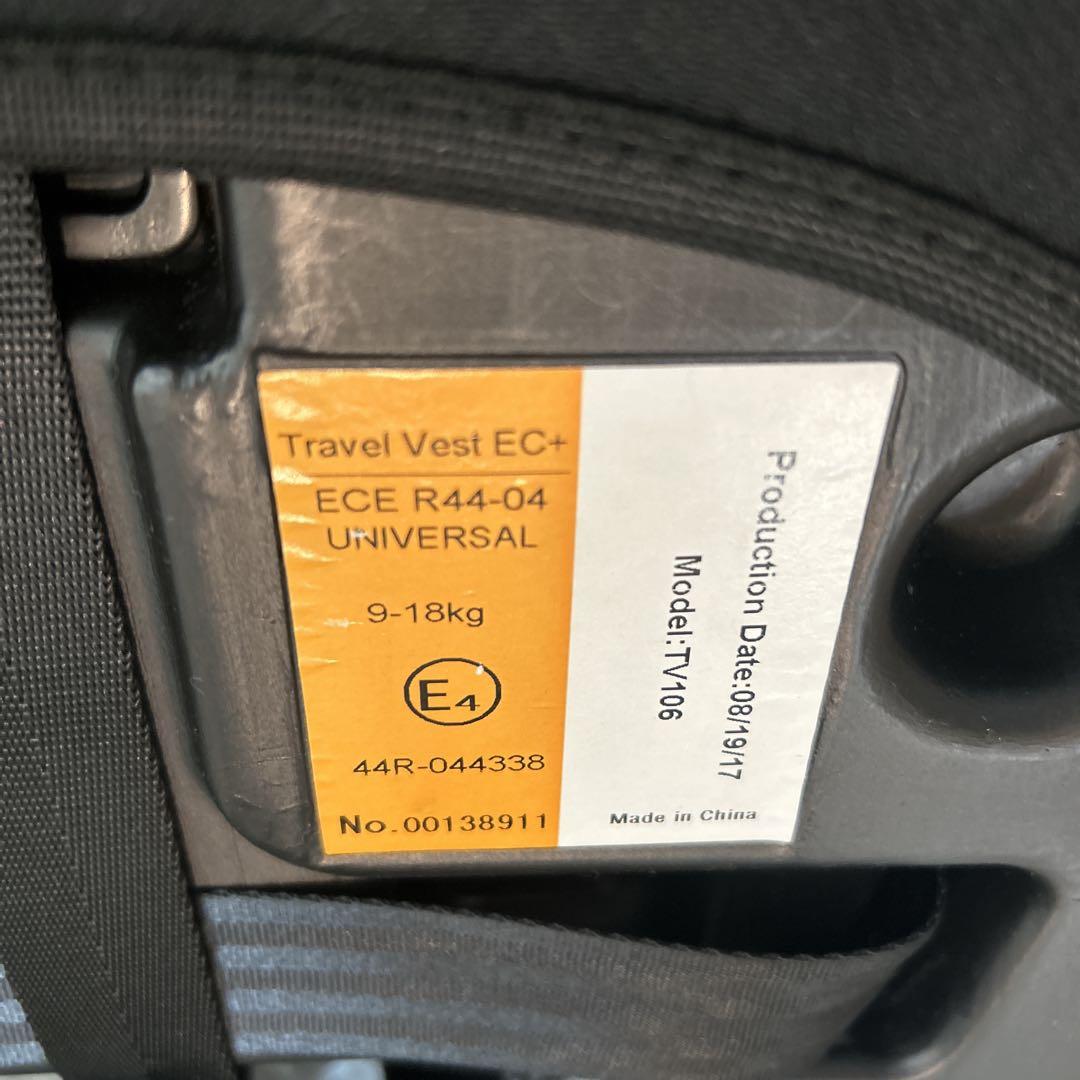 Travel Vest EC+
ECE R44-04
UNIVERSAL
9-18kg
E4
44R-044338
No.00138911
Production Date:08/19/17
Model:TV106
Made in China